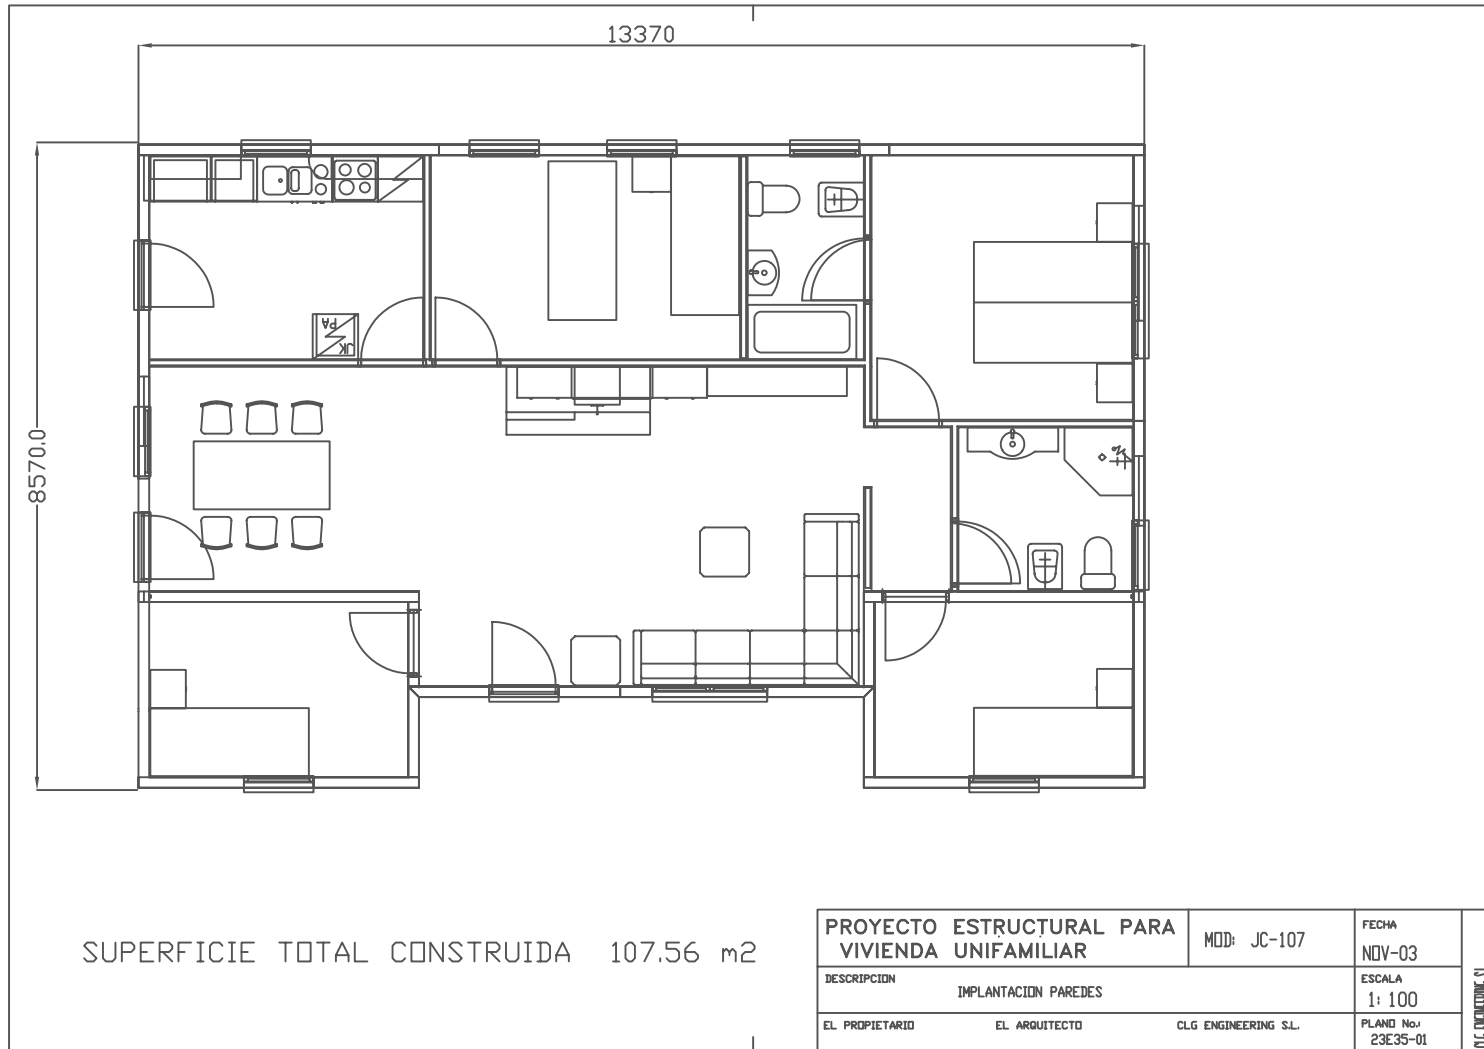 13370
8570.0
PA
JK
SUPERFICIE TOTAL CONSTRUIDA 107.56 m2
PROYECTO ESTRUCTURAL PARA
VIVIENDA UNIFAMILIAR
MOD: JC-107
FECHA
NOV-03
DESCRIPCION
IMPLANTACION PAREDES
ESCALA
1: 100
EL PROPIETARIO
EL ARQUITECTO
CLG ENGINEERING S.L.
PLANO No.:
23E35-01